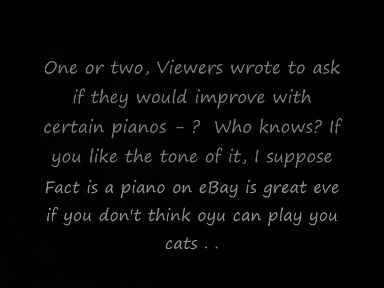 One or two, Viewers wrote to ask
if they would improve with
certain pianos - ?  Who knows? If
you like the tone of it, I suppose
Fact is a piano on eBay is great eve
if you don't think oyu can play you
cats . .